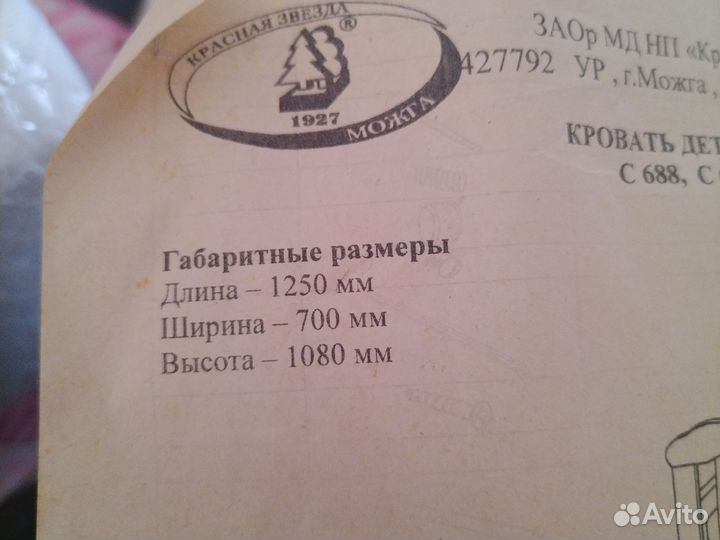 КРАСНАЯ ЗВЕЗДА
®
1927
МОЖГА
ЗАОр МД НП «Кр
427792 УР , г.Можга ,
КРОВАТЬ ДЕТ
С 688, С
Габаритные размеры
Длина – 1250 мм
Ширина – 700 мм
Высота – 1080 мм
Avito